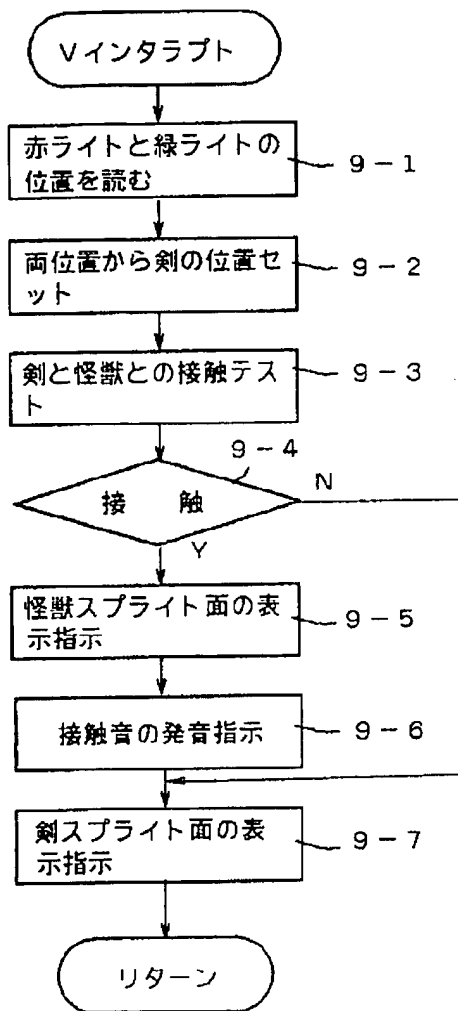 Vインタラプト
赤ライトと緑ライトの
位置を読む
9-1
両位置から剣の位置セ
ット
9-2
剣と怪獣との接触テス
ト
9-3
9-4
接 触
N
Y
怪獣スプライト面の表
示指示
9-5
接触音の発音指示
9-6
剣スプライト面の表
示指示
9-7
リターン